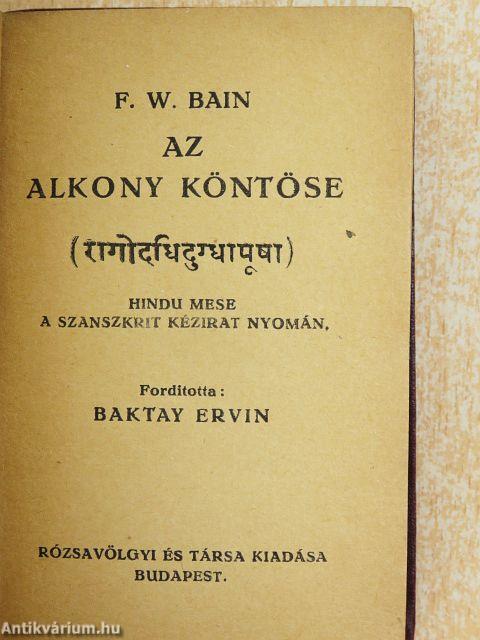 F. W. BAIN
AZ
ALKONY KÖNTÖSE
(रागोदधिदुग्धापूषा)
HINDU MESE
A SZANSZKRIT KÉZIRAT NYOMÁN.
Forditotta :
BAKTAY ERVIN
RÓZSAVÖLGYI ÉS TÁRSA KIADÁSA
BUDAPEST.
Antikvárium.hu